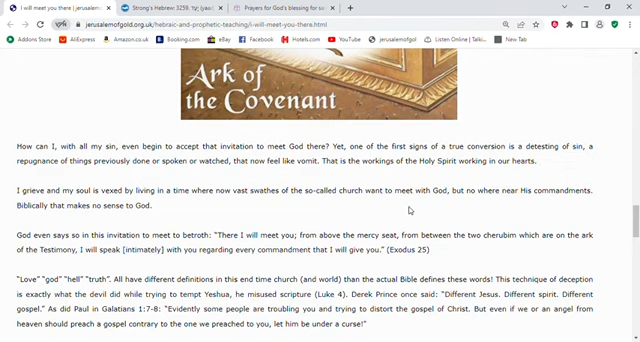 I will meet you there | jerusalem
Strong's Hebrew: 3259. יָעַד (yaa
Prayers for God's blessing for su
jerusalemofgold.org.uk/hebraic-and-prophetic-teaching/i-will-meet-you-there.html
Addons Store AliExpress Amazon.co.uk Booking.com eBay Facebook Hotels.com YouTube jerusalemofgol Listen Online | Talki... New Tab
Ark of
the Covenant
How can I, with all my sin, even begin to accept that invitation to meet God there? Yet, one of the first signs of a true conversion is a detesting of sin, a
repugnance of things previously done or spoken or watched, that now feel like vomit. That is the workings of the Holy Spirit working in our hearts.
I grieve and my soul is vexed by living in a time where now vast swathes of the so-called church want to meet with God, but no where near His commandments.
Biblically that makes no sense to God.
God even says so in this invitation to meet to betroth: "There I will meet you; from above the mercy seat, from between the two cherubim which are on the ark
of the Testimony, I will speak [intimately] with you regarding every commandment that I will give you." (Exodus 25)
"Love" "god" "hell" "truth". All have different definitions in this end time church (and world) than the actual Bible defines these words! This technique of deception
is exactly what the devil did while trying to tempt Yeshua, he misused scripture (Luke 4). Derek Prince once said: "Different Jesus. Different spirit. Different
gospel." As did Paul in Galatians 1:7-8: "Evidently some people are troubling you and trying to distort the gospel of Christ. But even if we or an angel from
heaven should preach a gospel contrary to the one we preached to you, let him be under a curse!"